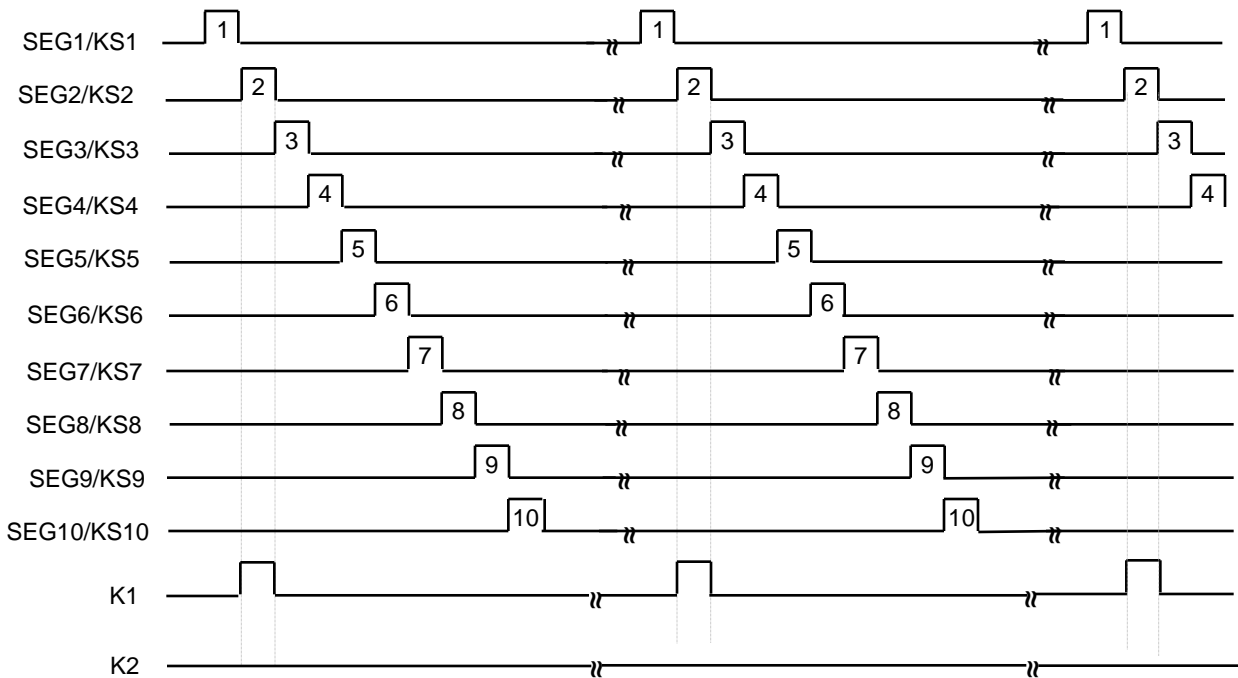 SEG1/KS1 1 1 1
SEG2/KS2 2 2 2
SEG3/KS3 3 3 3
SEG4/KS4 4 4 4
SEG5/KS5 5 5
SEG6/KS6 6 6
SEG7/KS7 7 7
SEG8/KS8 8 8
SEG9/KS9 9 9
SEG10/KS10 10 10
K1
K2